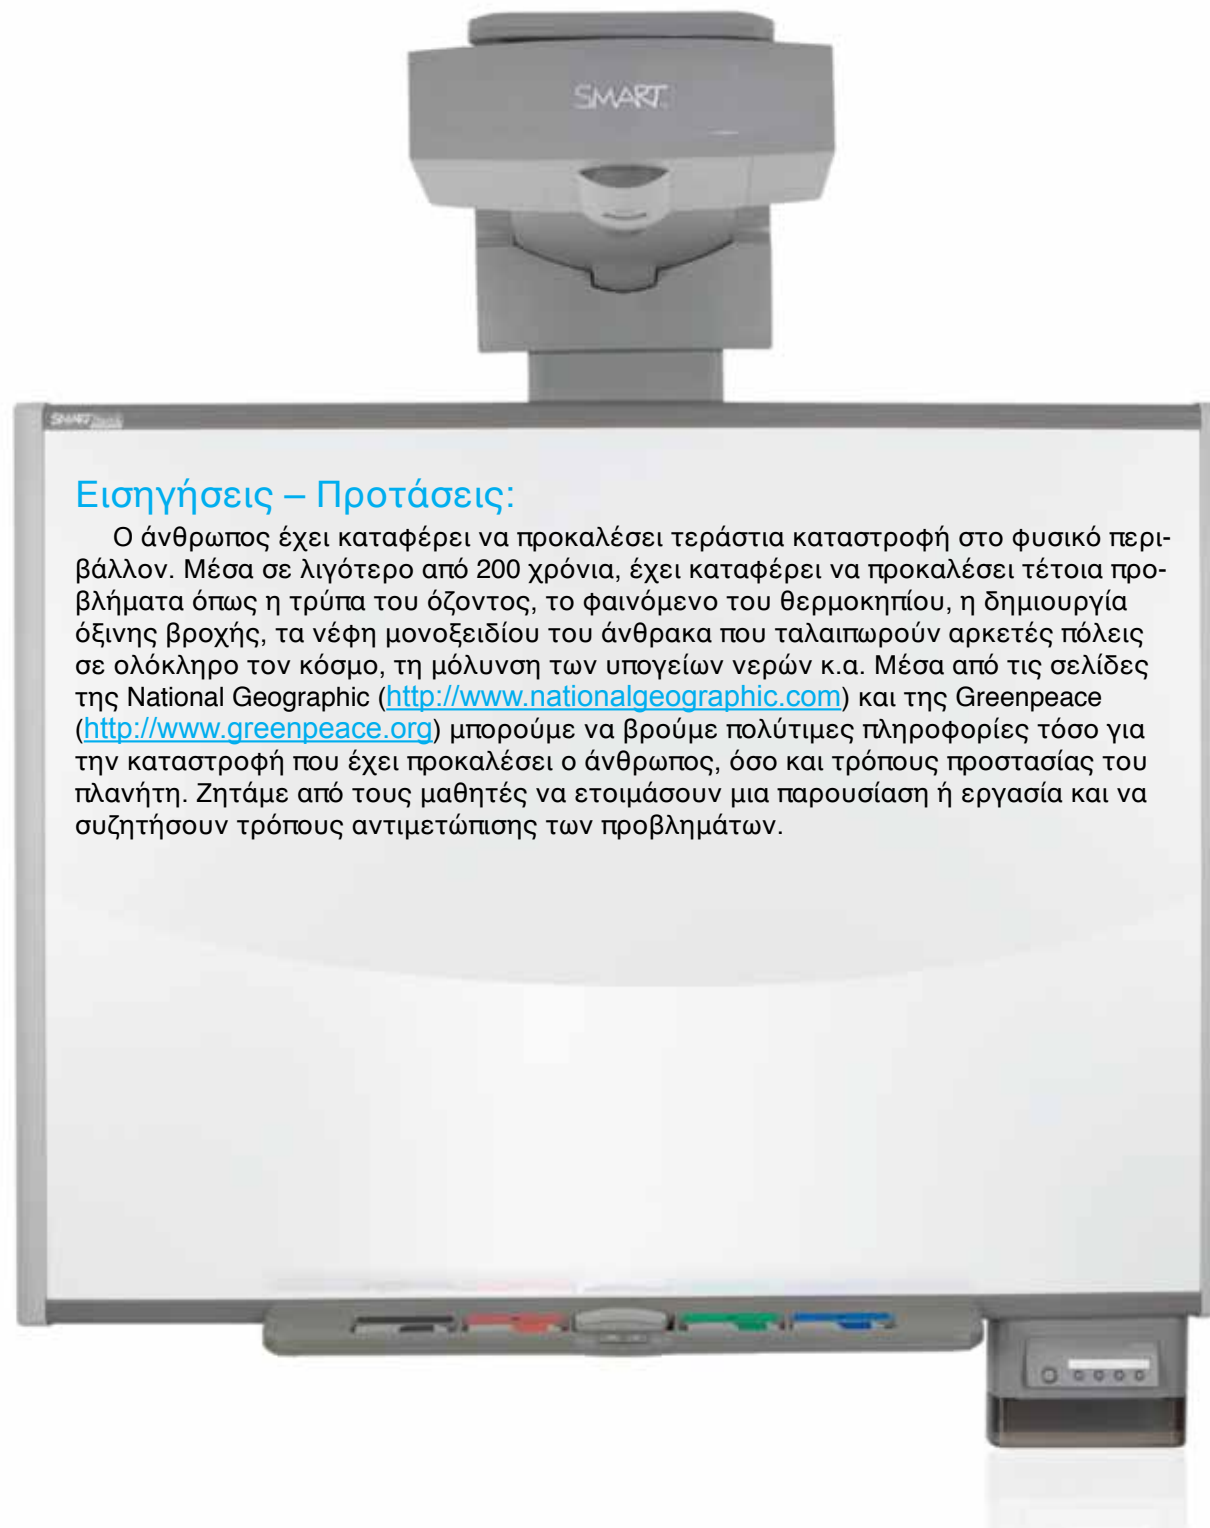 SMART
SMART
Εισηγήσεις – Προτάσεις:
Ο άνθρωπος έχει καταφέρει να προκαλέσει τεράστια καταστροφή στο φυσικό περι-
βάλλον. Μέσα σε λιγότερο από 200 χρόνια, έχει καταφέρει να προκαλέσει τέτοια προ-
βλήματα όπως η τρύπα του όζοντος, το φαινόμενο του θερμοκηπίου, η δημιουργία
όξινης βροχής, τα νέφη μονοξειδίου του άνθρακα που ταλαιπωρούν αρκετές πόλεις
σε ολόκληρο τον κόσμο, τη μόλυνση των υπογείων νερών κ.α. Μέσα από τις σελίδες
της National Geographic (http://www.nationalgeographic.com) και της Greenpeace
(http://www.greenpeace.org) μπορούμε να βρούμε πολύτιμες πληροφορίες τόσο για
την καταστροφή που έχει προκαλέσει ο άνθρωπος, όσο και τρόπους προστασίας του
πλανήτη. Ζητάμε από τους μαθητές να ετοιμάσουν μια παρουσίαση ή εργασία και να
συζητήσουν τρόπους αντιμετώπισης των προβλημάτων.